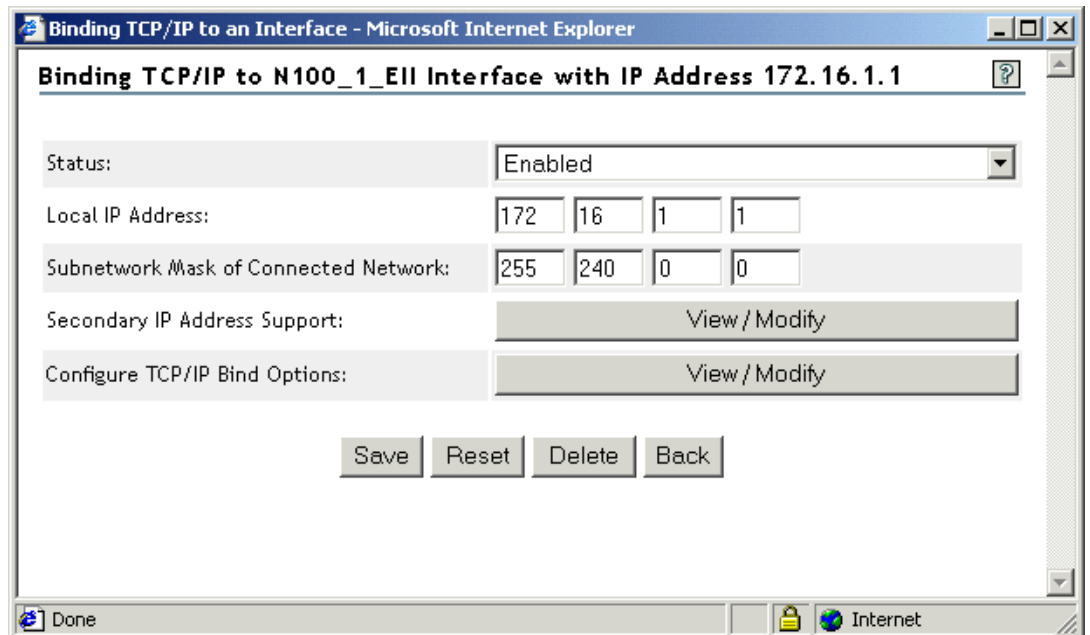 Binding TCP/IP to an Interface - Microsoft Internet Explorer
Binding TCP/IP to N100_1_EII Interface with IP Address 172.16.1.1 ?
Status: Enabled
Local IP Address: 172 16 1 1
Subnetwork Mask of Connected Network: 255 240 0 0
Secondary IP Address Support: View / Modify
Configure TCP/IP Bind Options: View / Modify
Save Reset Delete Back
Done Internet